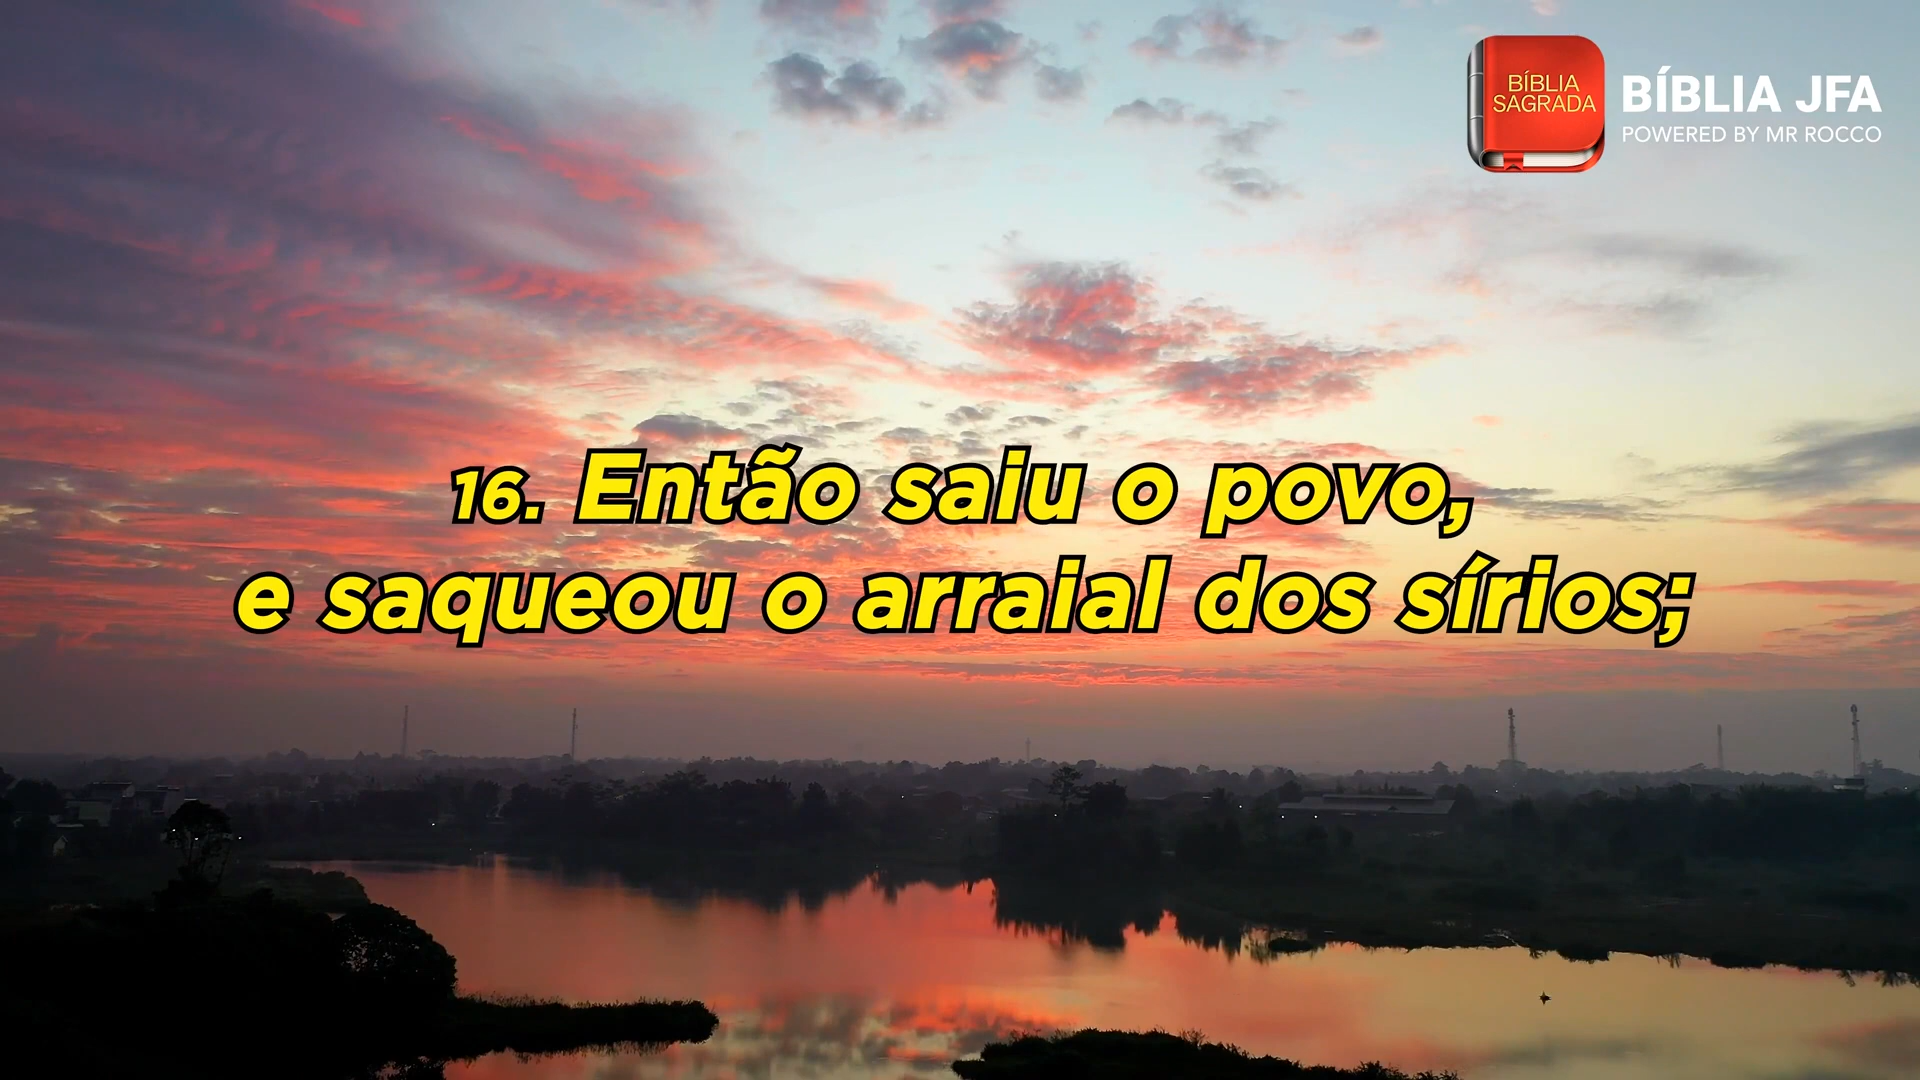 BÍBLIA
SAGRADA
BÍBLIA JFA
POWERED BY MR ROCCO
16. Então saiu o povo,
e saqueou o arraial dos sírios;